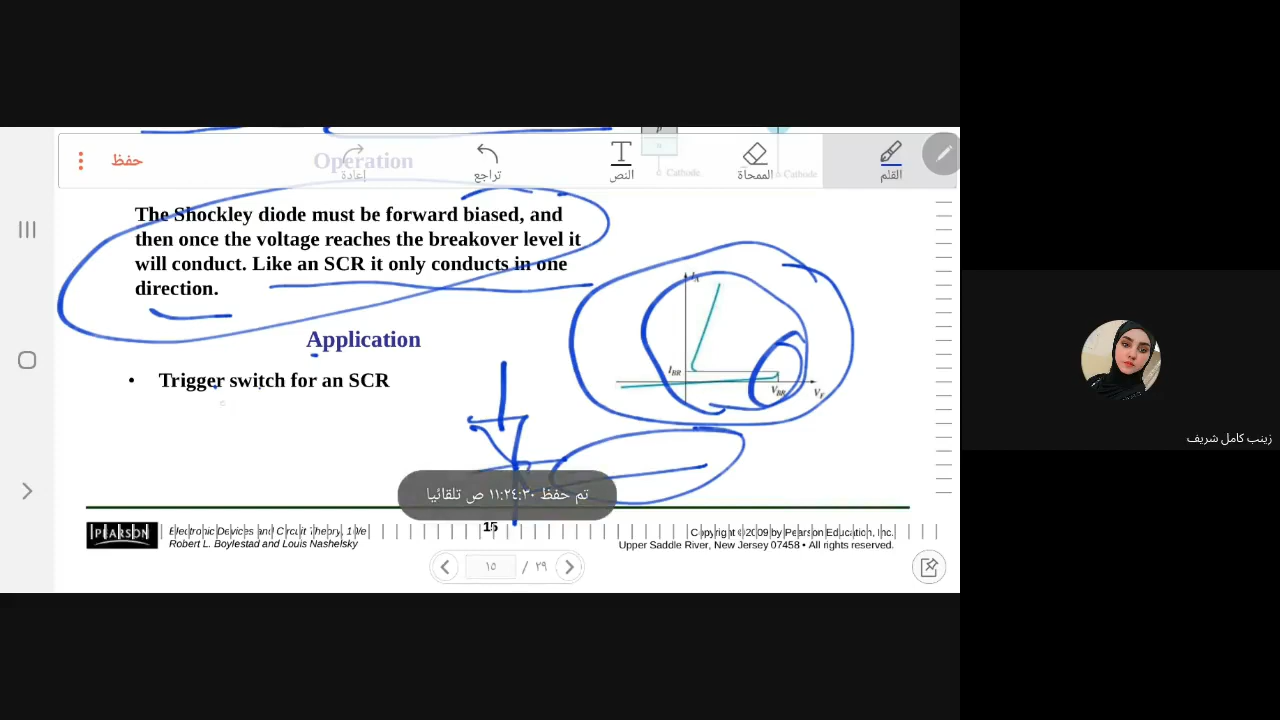 حفظ
Operation
إعادة
تراجع
النص
الممحاة
القلم
Cathode
Cathode
P
n
The Shockley diode must be forward biased, and
then once the voltage reaches the breakover level it
will conduct. Like an SCR it only conducts in one
direction.
Application
• Trigger switch for an SCR
I_BR
V_BR
V_F
زينب كامل شريف
تم حفظ ١١:٢٤:٣٠ ص تلقائيا
PEARSON
Electronic Devices and Circuit Theory, 10/e
Robert L. Boylestad and Louis Nashelsky
15
Copyright ©2009 by Pearson Education, Inc.
Upper Saddle River, New Jersey 07458 • All rights reserved.
١٥ / ٢٩